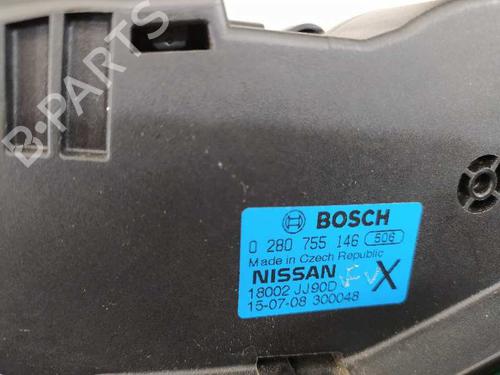 B-PARTS
BOSCH
0 280 755 146 506
Made in Czech Republic
NISSAN
18002 JJ90D
15-07-08 300048
X